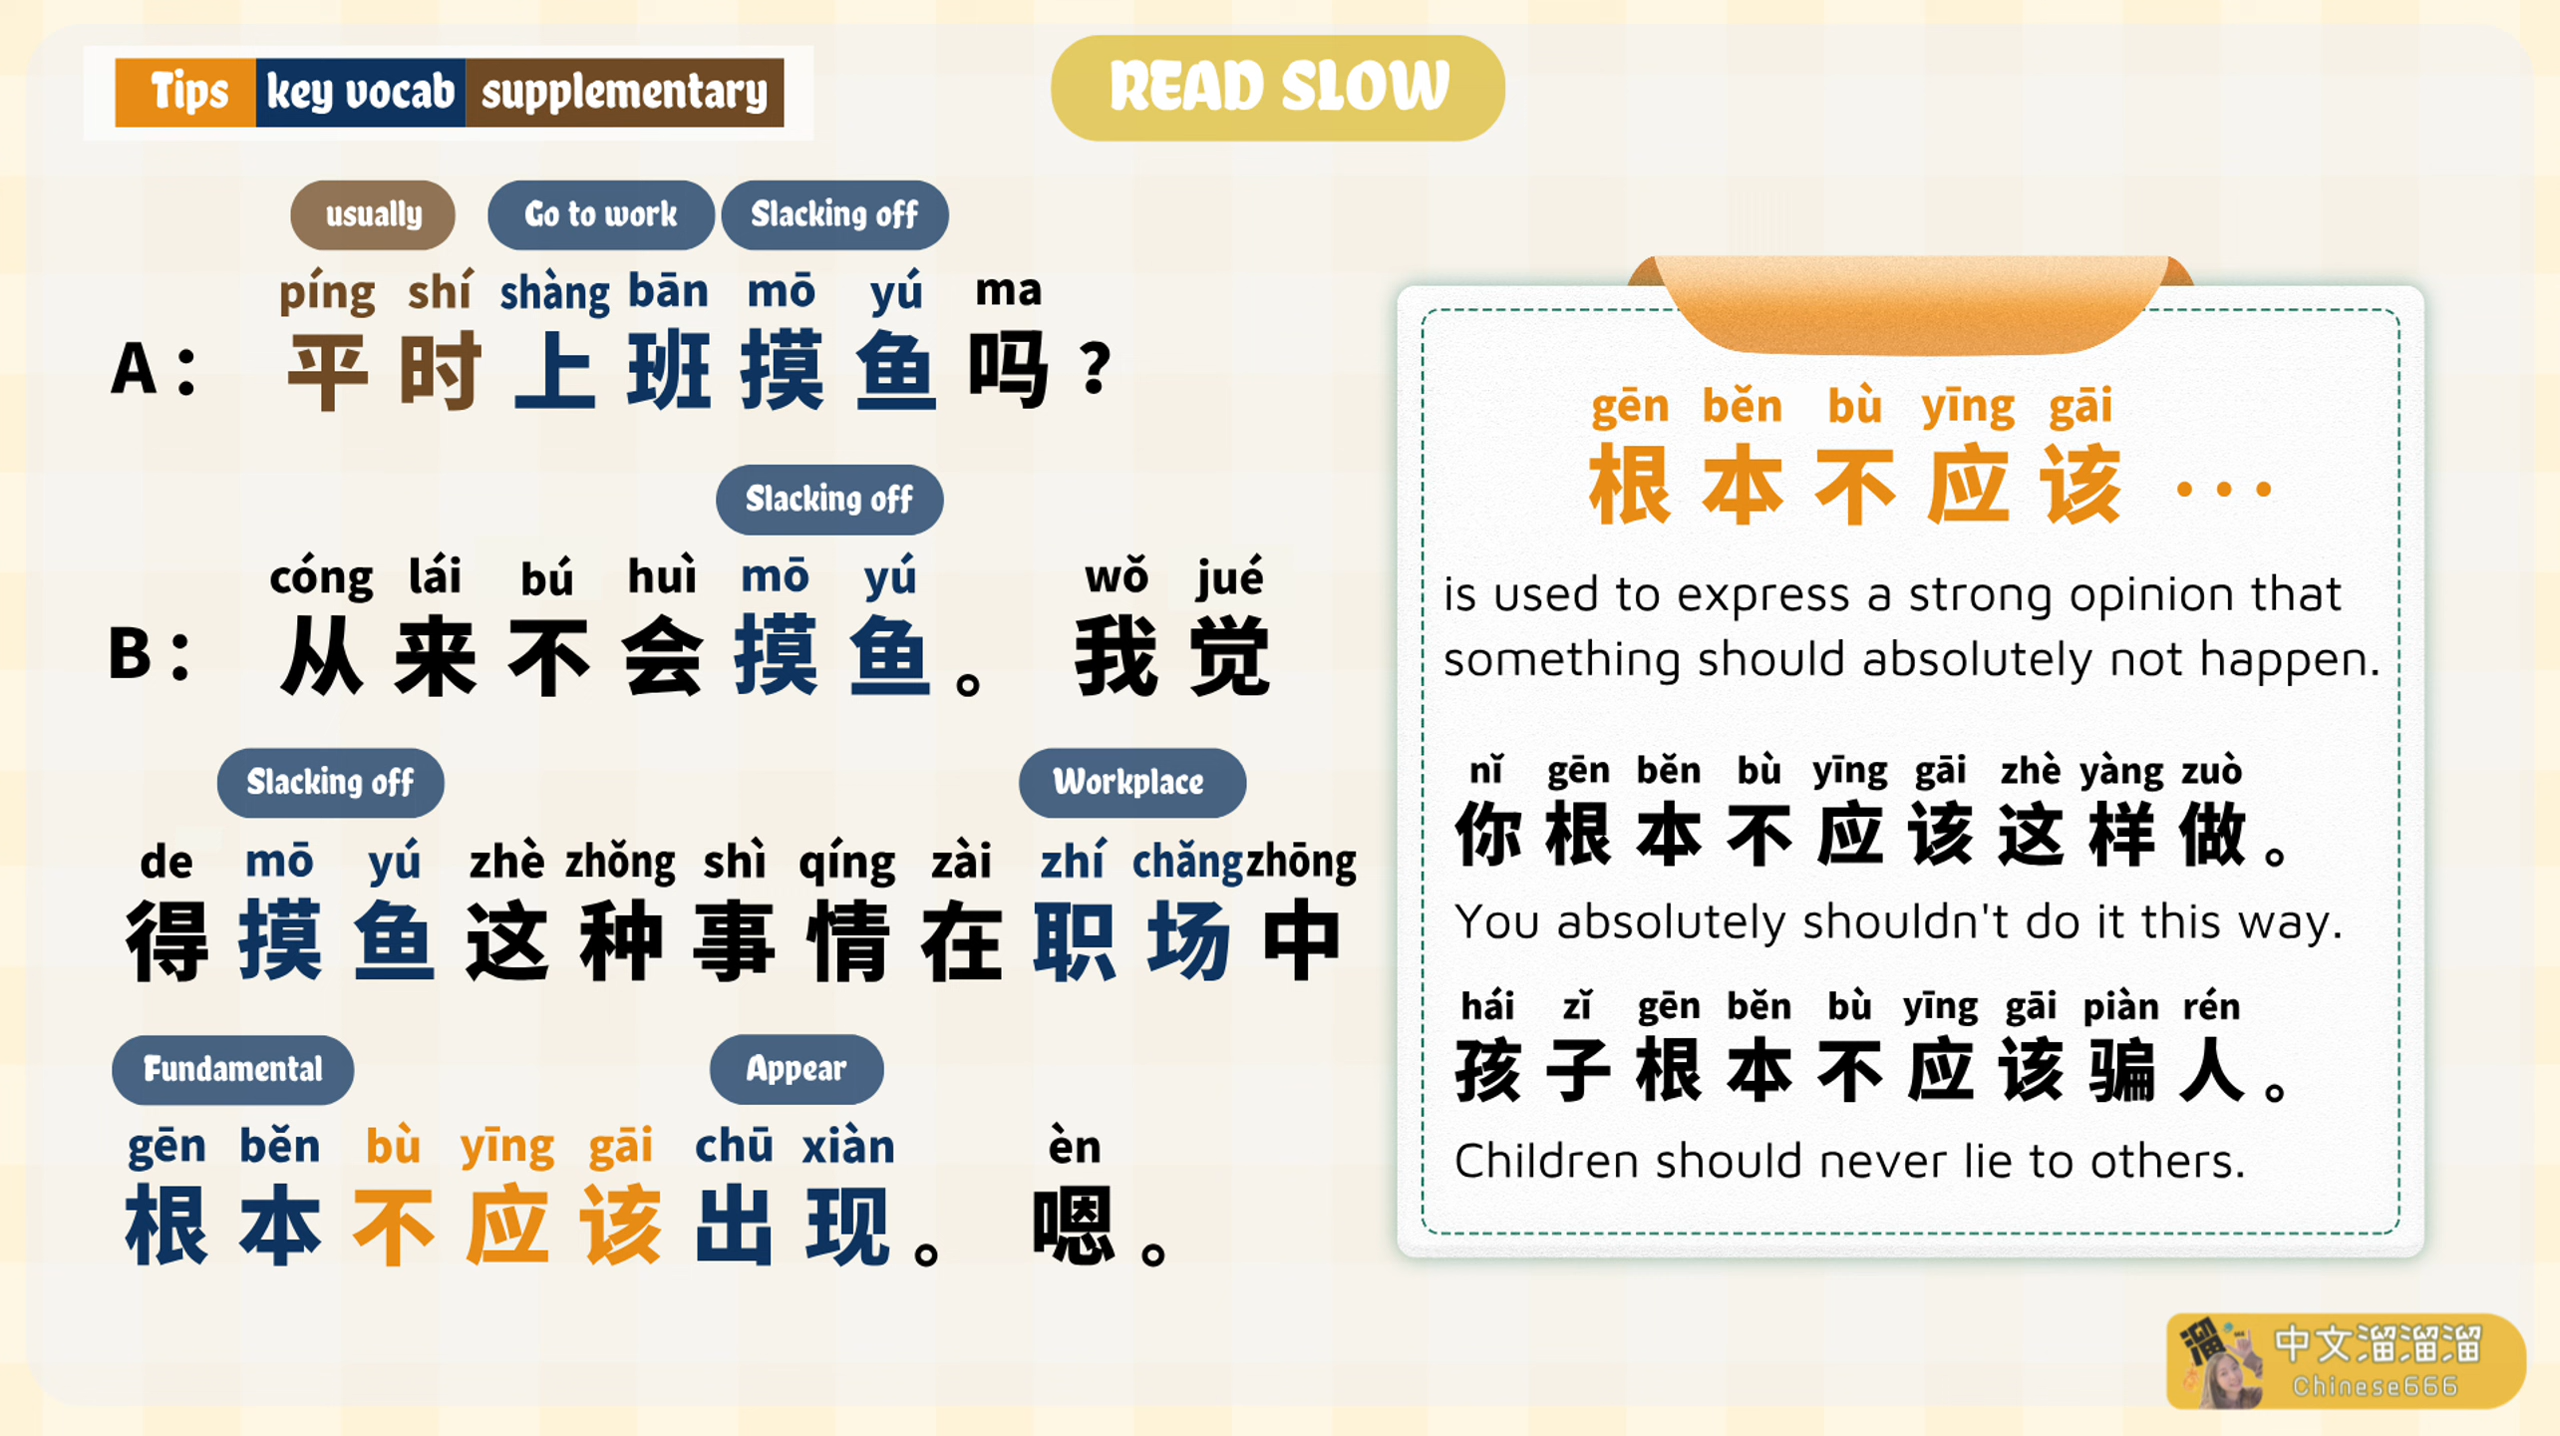 Tips key vocab supplementary
READ SLOW
usually Go to work Slacking off
píng shí shàng bān mō yú ma
A： 平时上班摸鱼吗？
Slacking off
cóng lái bú huì mō yú wǒ jué
B： 从来不会摸鱼。我觉
Slacking off Workplace
de mō yú zhè zhǒng shì qíng zài zhí chǎng zhōng
得摸鱼这种事情在职场中
Fundamental Appear
gēn běn bù yīng gāi chū xiàn èn
根本不应该出现。嗯。
gēn běn bù yīng gāi
根本不应该···
is used to express a strong opinion that
something should absolutely not happen.
nǐ gēn běn bù yīng gāi zhè yàng zuò
你根本不应该这样做。
You absolutely shouldn't do it this way.
hái zǐ gēn běn bù yīng gāi piàn rén
孩子根本不应该骗人。
Children should never lie to others.
溜
中文溜溜溜
Chinese666